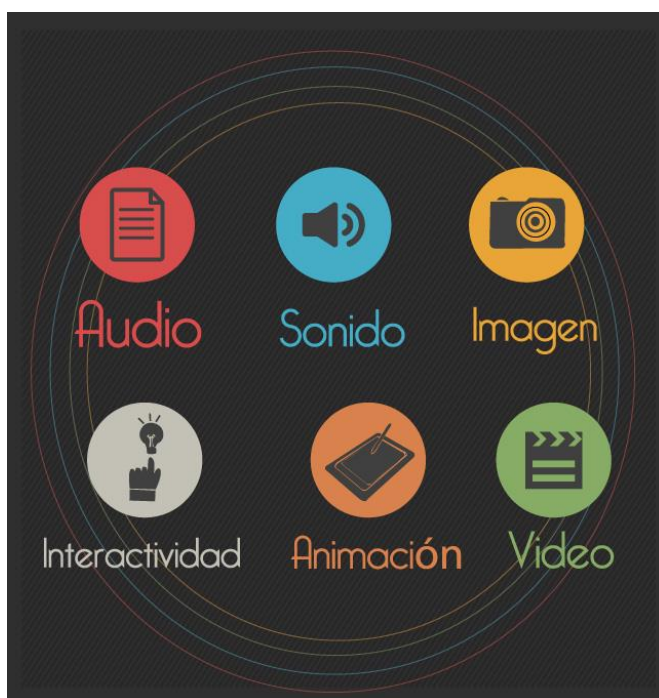 Audio
Sonido
Imagen
Interactividad
Animación
Video